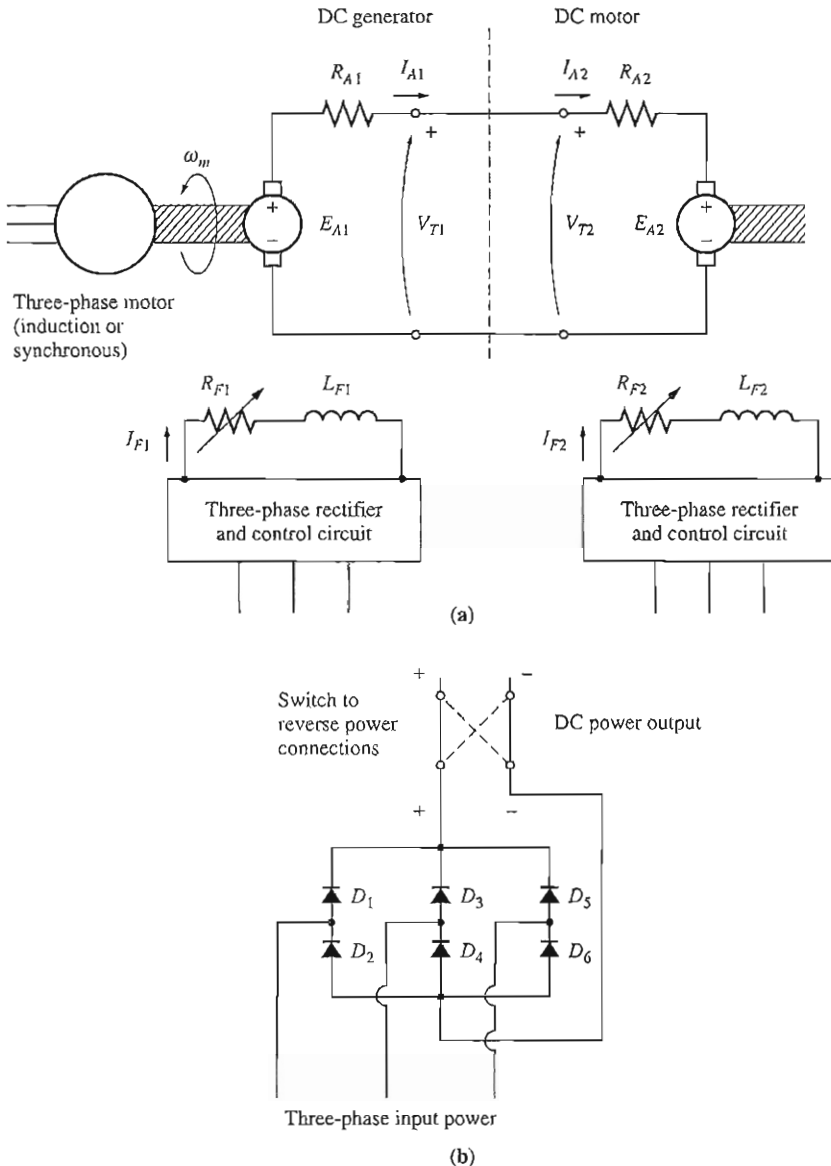 DC generator
DC motor
R_A1
I_A1
I_A2
R_A2
+
+
ω_m
+
−
E_A1
V_T1
V_T2
E_A2
+
−
Three-phase motor
(induction or
synchronous)
R_F1
L_F1
I_F1
Three-phase rectifier
and control circuit
R_F2
L_F2
I_F2
Three-phase rectifier
and control circuit
(a)
+
−
Switch to
reverse power
connections
DC power output
+
−
D_1
D_3
D_5
D_2
D_4
D_6
Three-phase input power
(b)